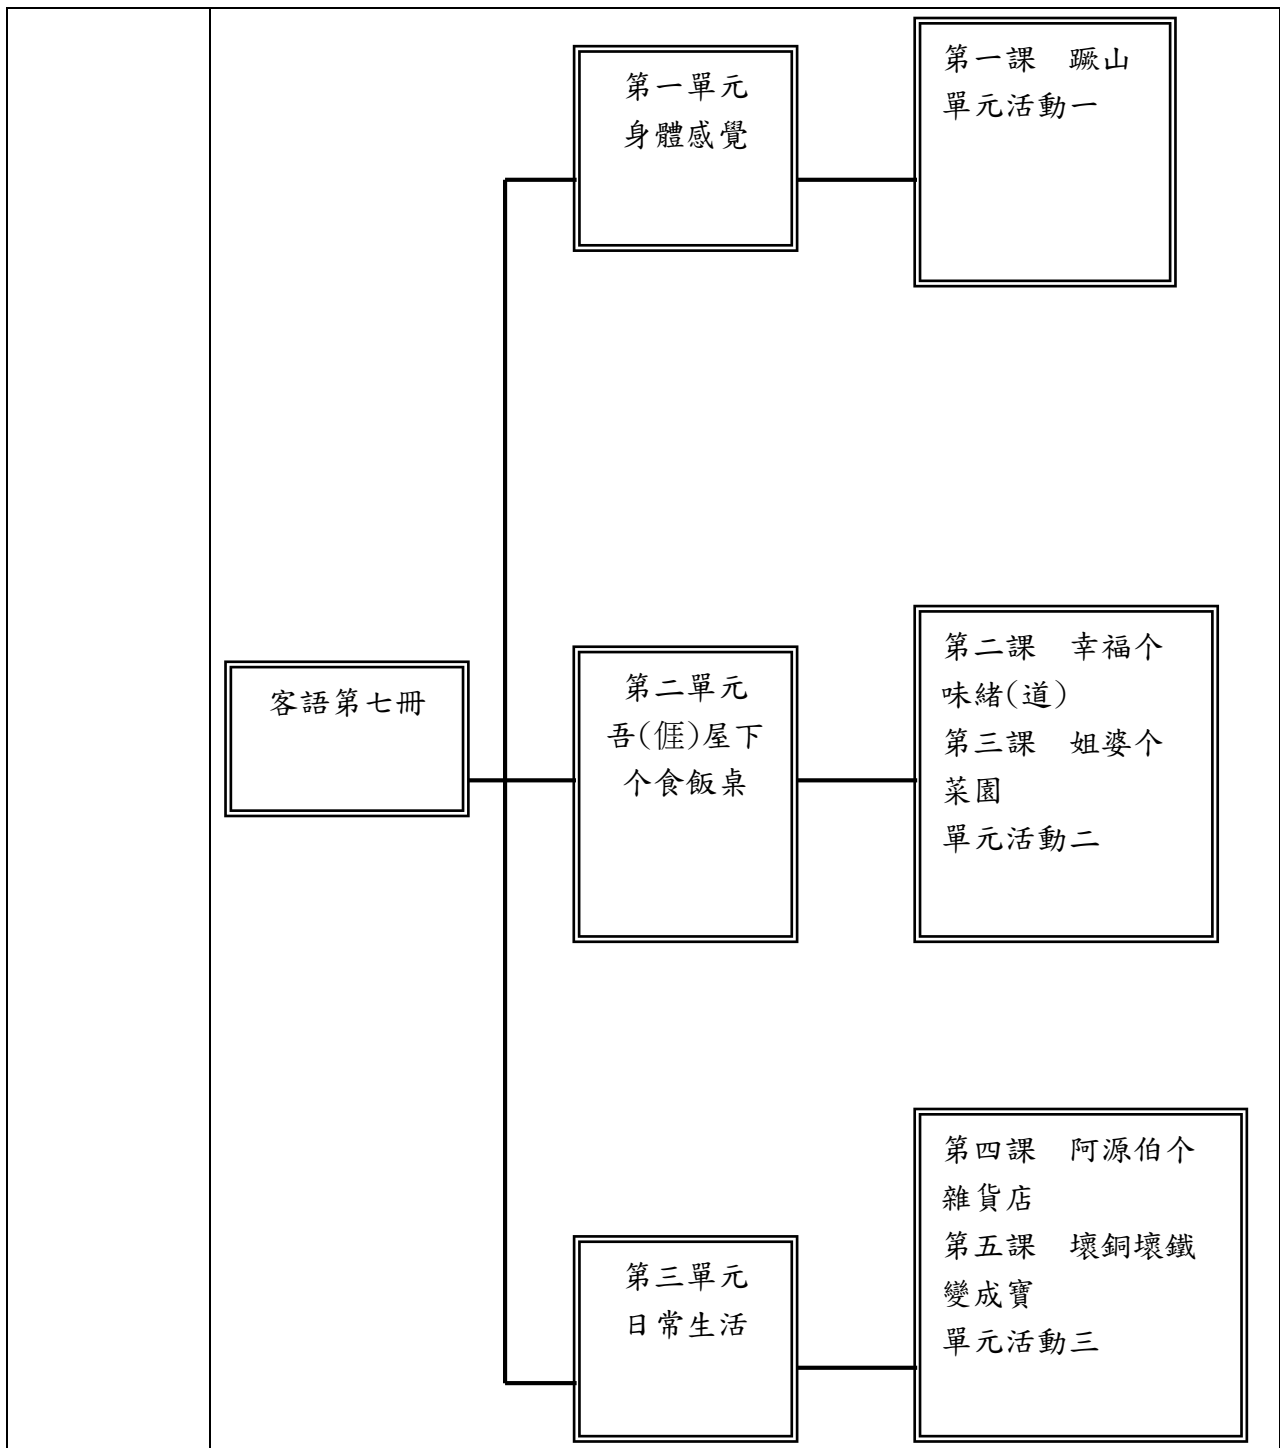 客語第七冊
第一單元
身體感覺
第一課　蹶山
單元活動一
第二單元
吾(𠊎)屋下
个食飯桌
第二課　幸福个
味緒(道)
第三課　姐婆个
菜園
單元活動二
第三單元
日常生活
第四課　阿源伯个
雜貨店
第五課　壞銅壞鐵
變成寶
單元活動三